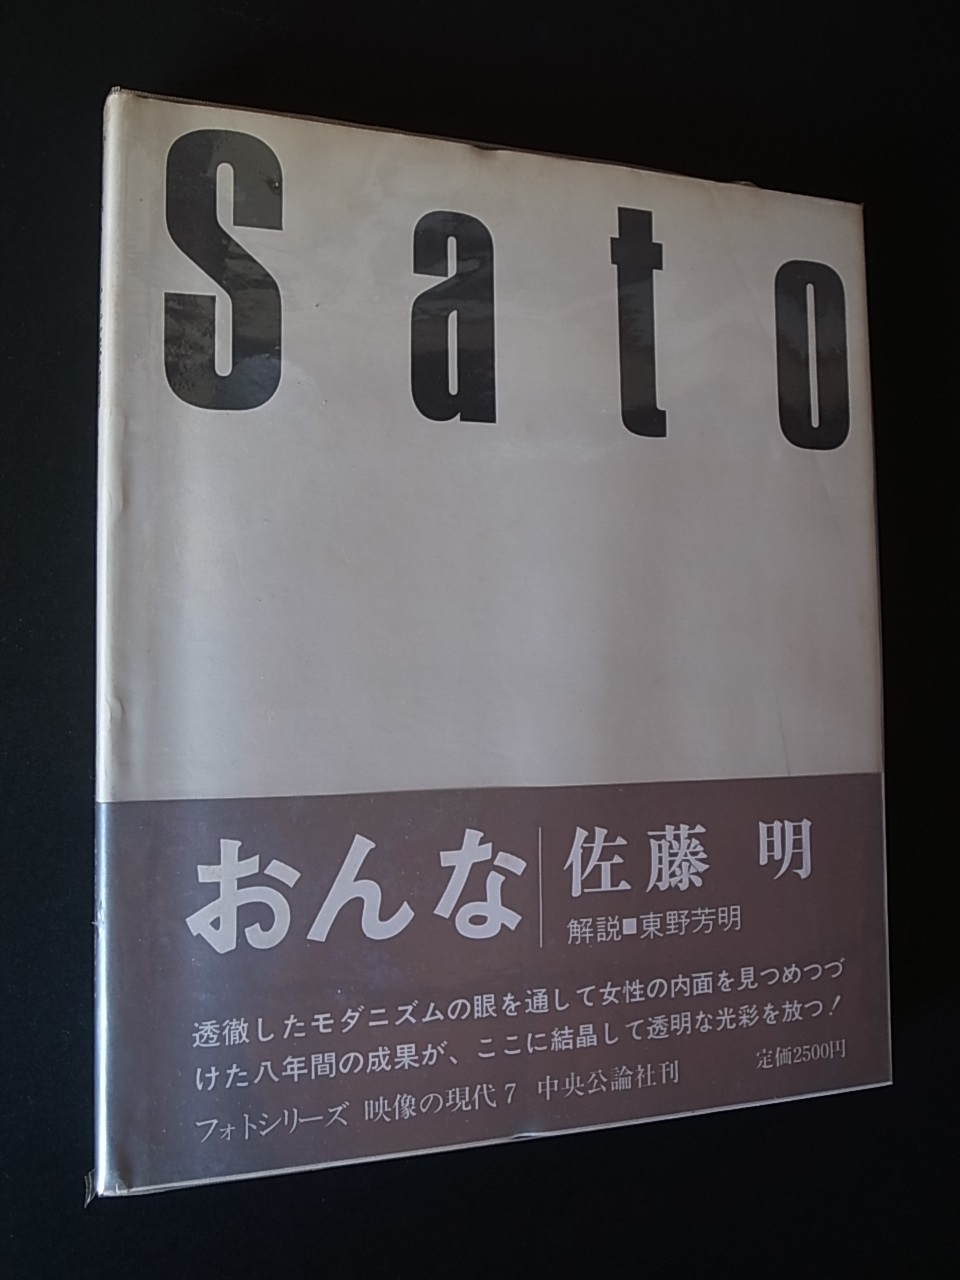 Sato
おんな
佐藤 明
解説■東野芳明
透徹したモダニズムの眼を通して女性の内面を見つめつづ
けた八年間の成果が、ここに結晶して透明な光彩を放つ!
フォトシリーズ 映像の現代7 中央公論社刊 定価2500円